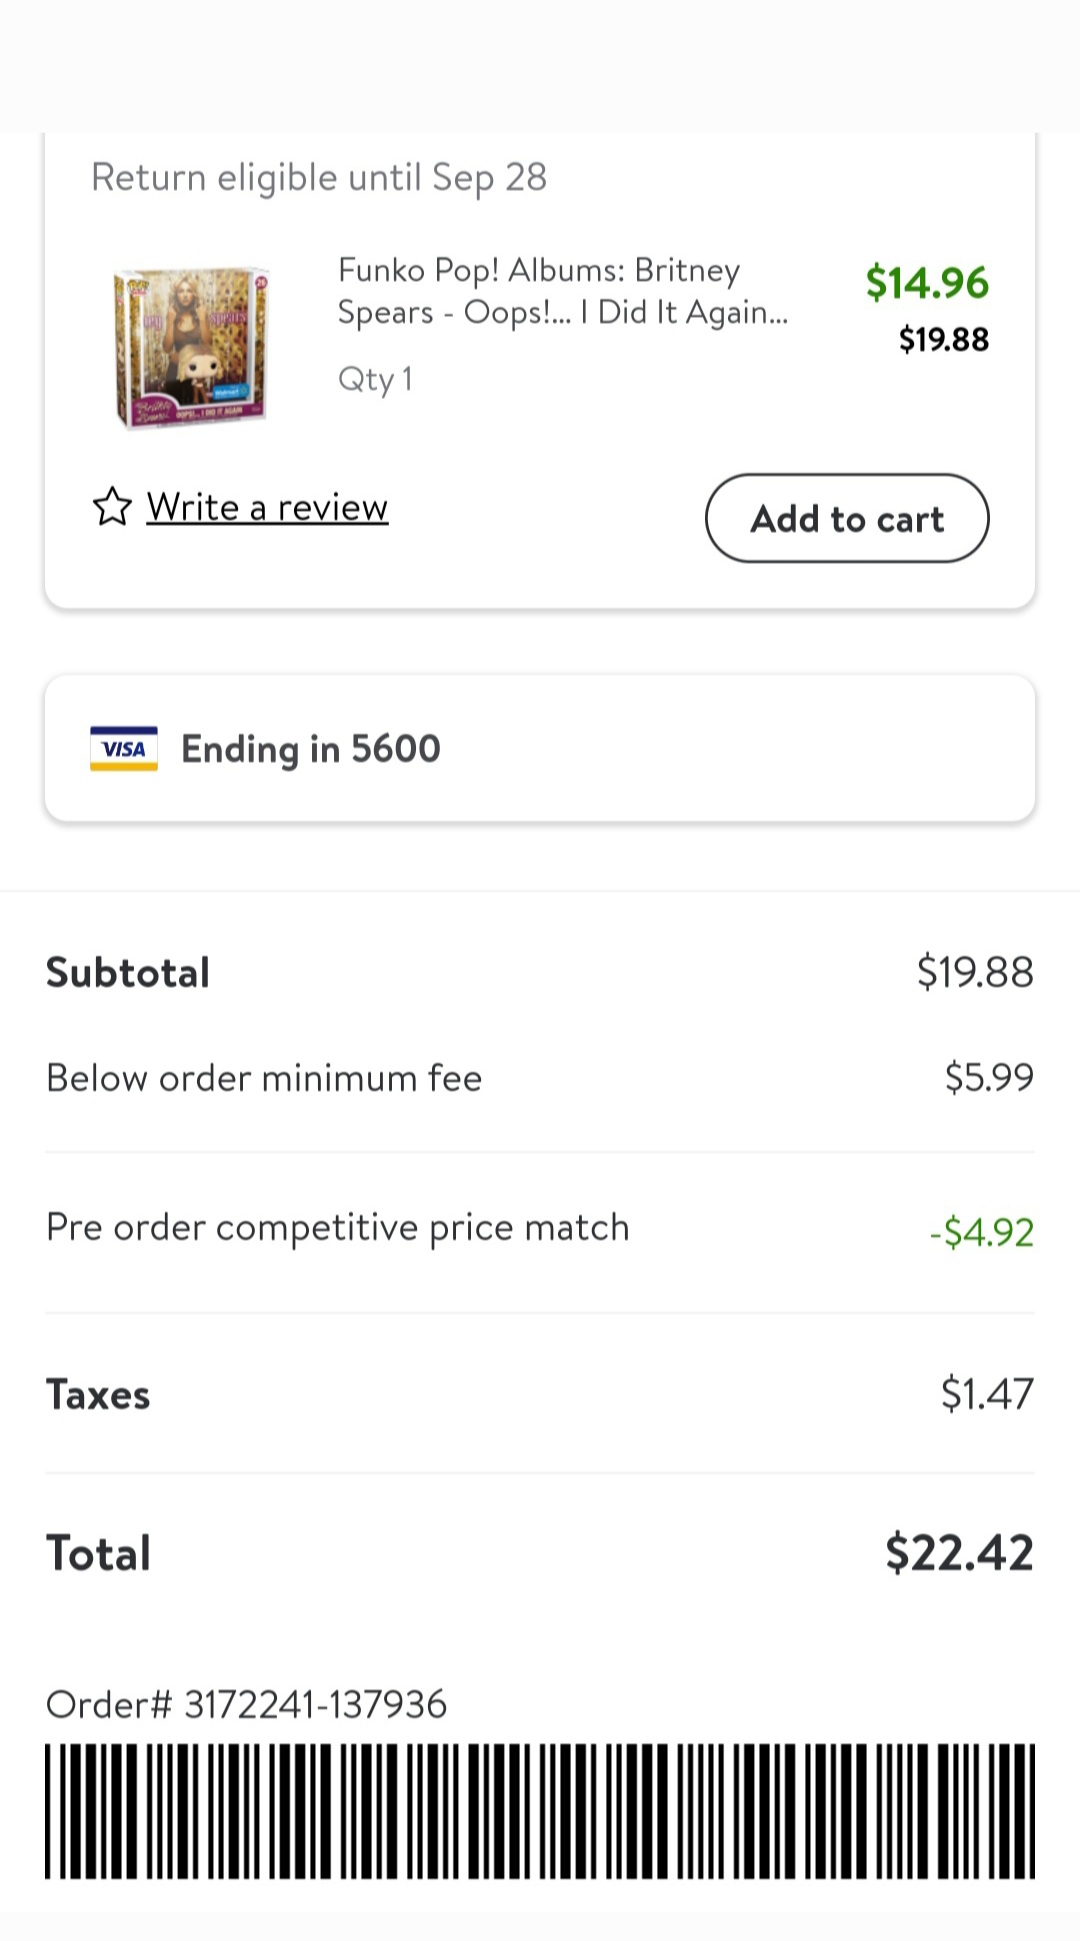 Return eligible until Sep 28
Funko Pop! Albums: Britney
Spears - Oops!... I Did It Again...
$14.96
$19.88
Qty 1
Write a review
Add to cart
VISA
Ending in 5600
Subtotal
$19.88
Below order minimum fee
$5.99
Pre order competitive price match
-$4.92
Taxes
$1.47
Total
$22.42
Order# 3172241-137936